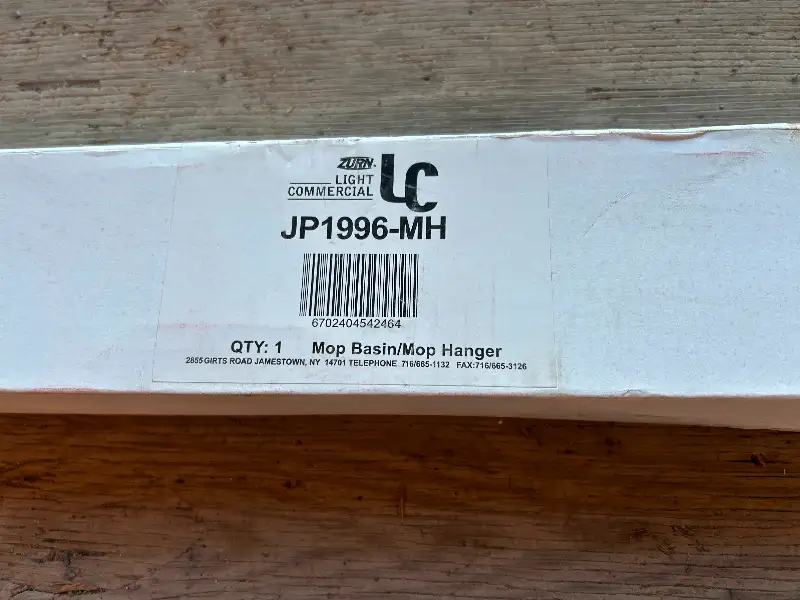 ZURN
LIGHT
COMMERCIAL
LC
JP1996-MH
6702404542464
QTY: 1 Mop Basin/Mop Hanger
2855 GIRTS ROAD JAMESTOWN, NY 14701 TELEPHONE 716/665-1132 FAX:716/665-3126